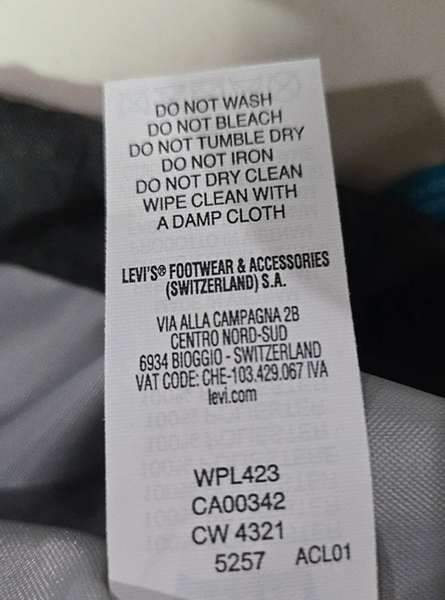 DO NOT WASH
DO NOT BLEACH
DO NOT TUMBLE DRY
DO NOT IRON
DO NOT DRY CLEAN
WIPE CLEAN WITH
A DAMP CLOTH
LEVI'S® FOOTWEAR & ACCESSORIES
(SWITZERLAND) S.A.
VIA ALLA CAMPAGNA 2B
CENTRO NORD-SUD
6934 BIOGGIO - SWITZERLAND
VAT CODE: CHE-103.429.067 IVA
levi.com
WPL423
CA00342
CW 4321
5257 ACL01